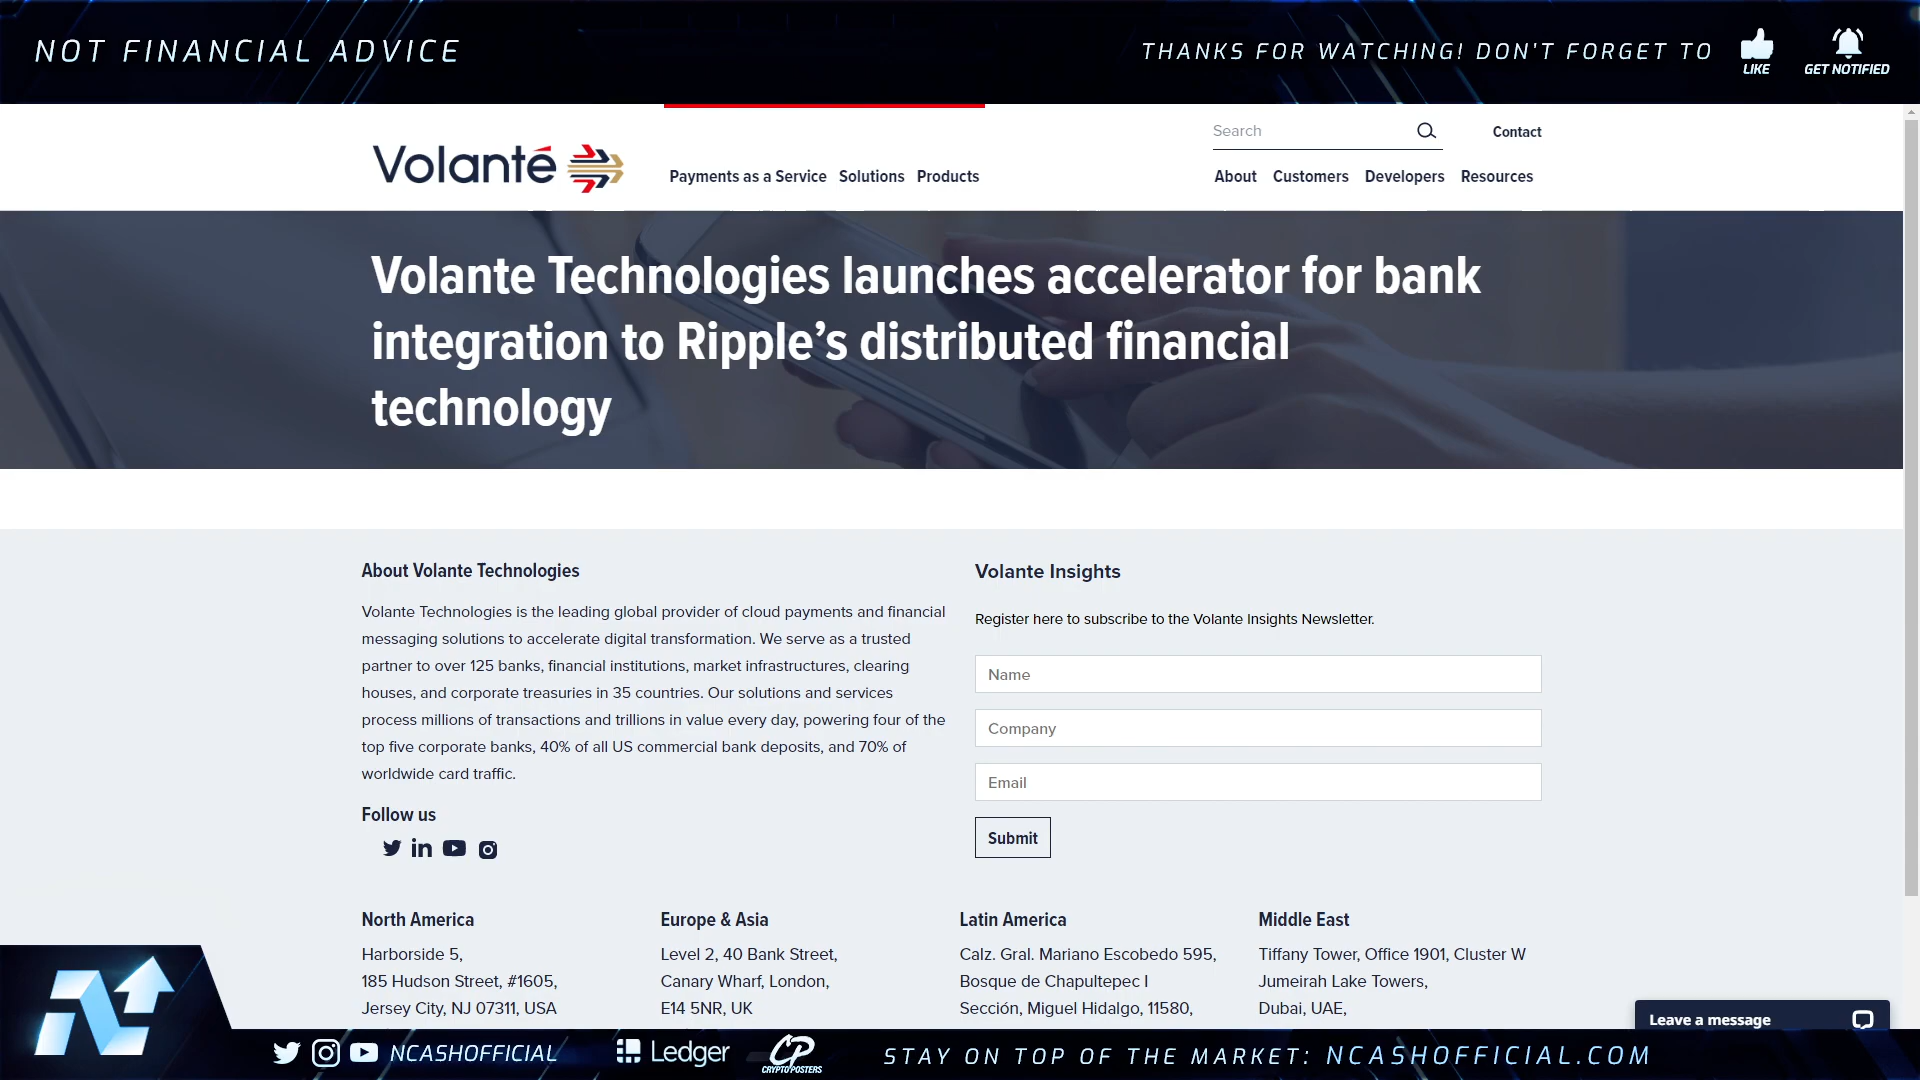 NOT FINANCIAL ADVICE
THANKS FOR WATCHING! DON'T FORGET TO
LIKE
GET NOTIFIED
Search
Contact
Volanté
Payments as a Service Solutions Products
About Customers Developers Resources
Volante Technologies launches accelerator for bank
integration to Ripple’s distributed financial
technology
About Volante Technologies
Volante Technologies is the leading global provider of cloud payments and financial
messaging solutions to accelerate digital transformation. We serve as a trusted
partner to over 125 banks, financial institutions, market infrastructures, clearing
houses, and corporate treasuries in 35 countries. Our solutions and services
process millions of transactions and trillions in value every day, powering four of the
top five corporate banks, 40% of all US commercial bank deposits, and 70% of
worldwide card traffic.
Follow us
Volante Insights
Register here to subscribe to the Volante Insights Newsletter.
Name
Company
Email
Submit
North America
Harborside 5,
185 Hudson Street, #1605,
Jersey City, NJ 07311, USA
Europe & Asia
Level 2, 40 Bank Street,
Canary Wharf, London,
E14 5NR, UK
Latin America
Calz. Gral. Mariano Escobedo 595,
Bosque de Chapultepec I
Sección, Miguel Hidalgo, 11580,
Middle East
Tiffany Tower, Office 1901, Cluster W
Jumeirah Lake Towers,
Dubai, UAE,
Leave a message
NCASHOFFICIAL
Ledger
CP
CRYPTOPOSTERS
STAY ON TOP OF THE MARKET: NCASHOFFICIAL.COM